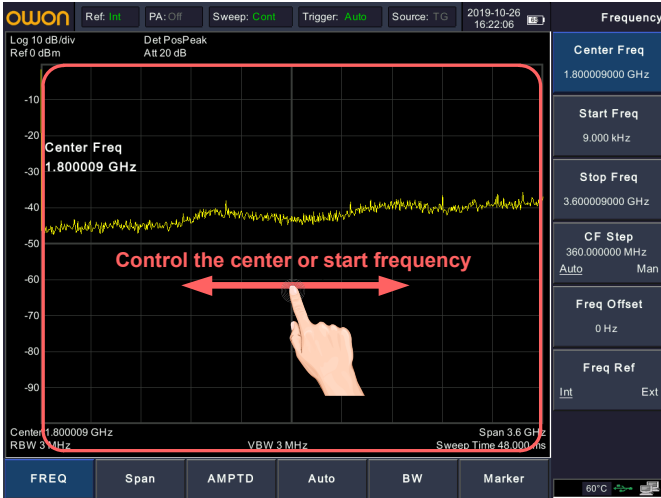 OWON Ref: Int PA: Off Sweep: Cont Trigger: Auto Source: TG 2019-10-26 16:22:06 Frequency
Log 10 dB/div Det PosPeak
Ref 0 dBm Att 20 dB
-10
-20
Center Freq
-30
1.800009 GHz
-40
-50
Control the center or start frequency
-60
-70
-80
-90
Center 1.800009 GHz Span 3.6 GHz
RBW 3 MHz VBW 3 MHz Sweep Time 48.000 ms
Center Freq
1.800009000 GHz
Start Freq
9.000 kHz
Stop Freq
3.600009000 GHz
CF Step
360.000000 MHz
Auto Man
Freq Offset
0 Hz
Freq Ref
Int Ext
FREQ Span AMPTD Auto BW Marker
60°C